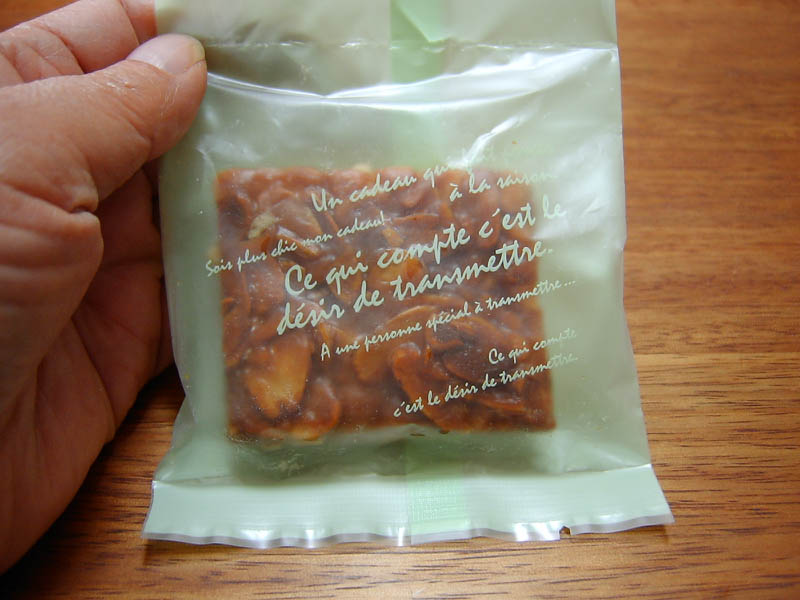 Un cadeau qui
à la saison
Sois plus chic mon cadeau!
Ce qui compte c'est le
désir de transmettre.
A une personne spécial à transmettre...
Ce qui compte
c'est le désir de transmettre.